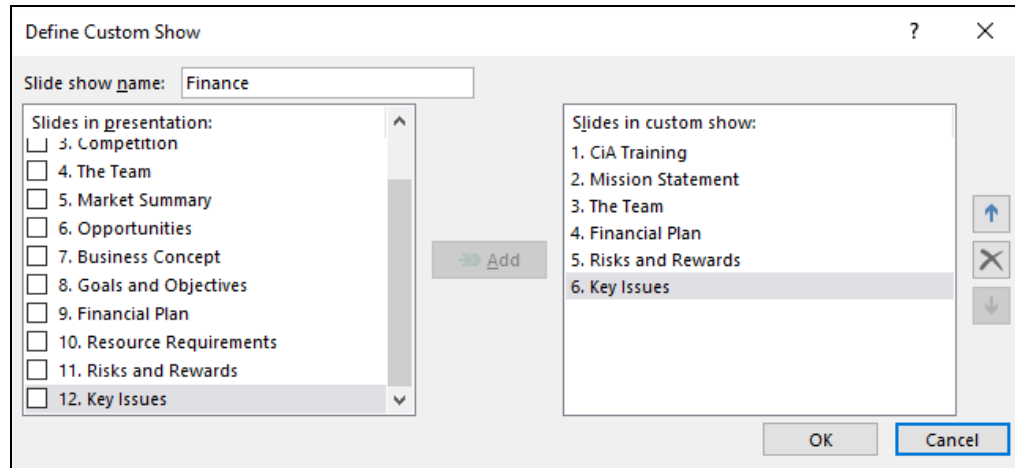 Define Custom Show
?
Slide show name: Finance
Slides in presentation:
3. Competition
4. The Team
5. Market Summary
6. Opportunities
7. Business Concept
8. Goals and Objectives
9. Financial Plan
10. Resource Requirements
11. Risks and Rewards
12. Key Issues
Add
Slides in custom show:
1. CiA Training
2. Mission Statement
3. The Team
4. Financial Plan
5. Risks and Rewards
6. Key Issues
OK
Cancel